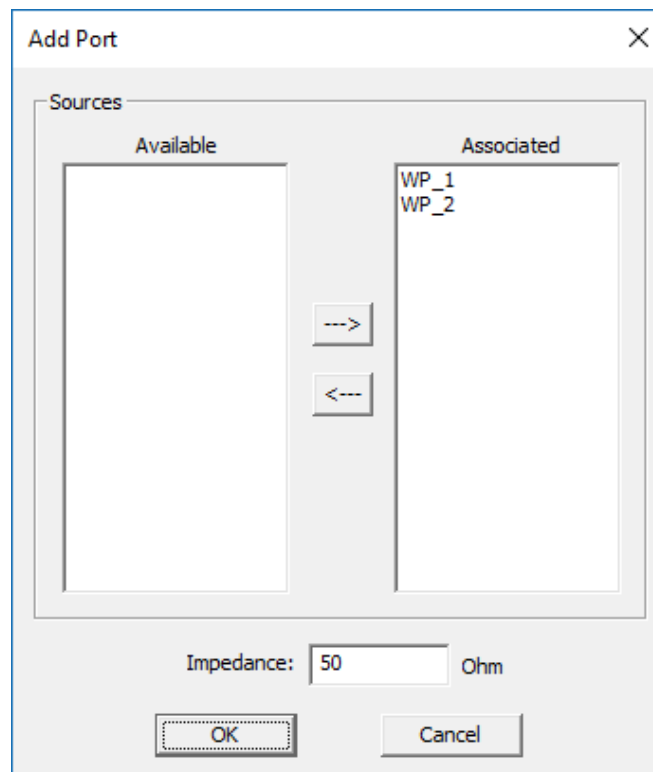 Add Port
Sources
Available
Associated
WP_1
WP_2
--->
<---
Impedance: 50 Ohm
OK
Cancel